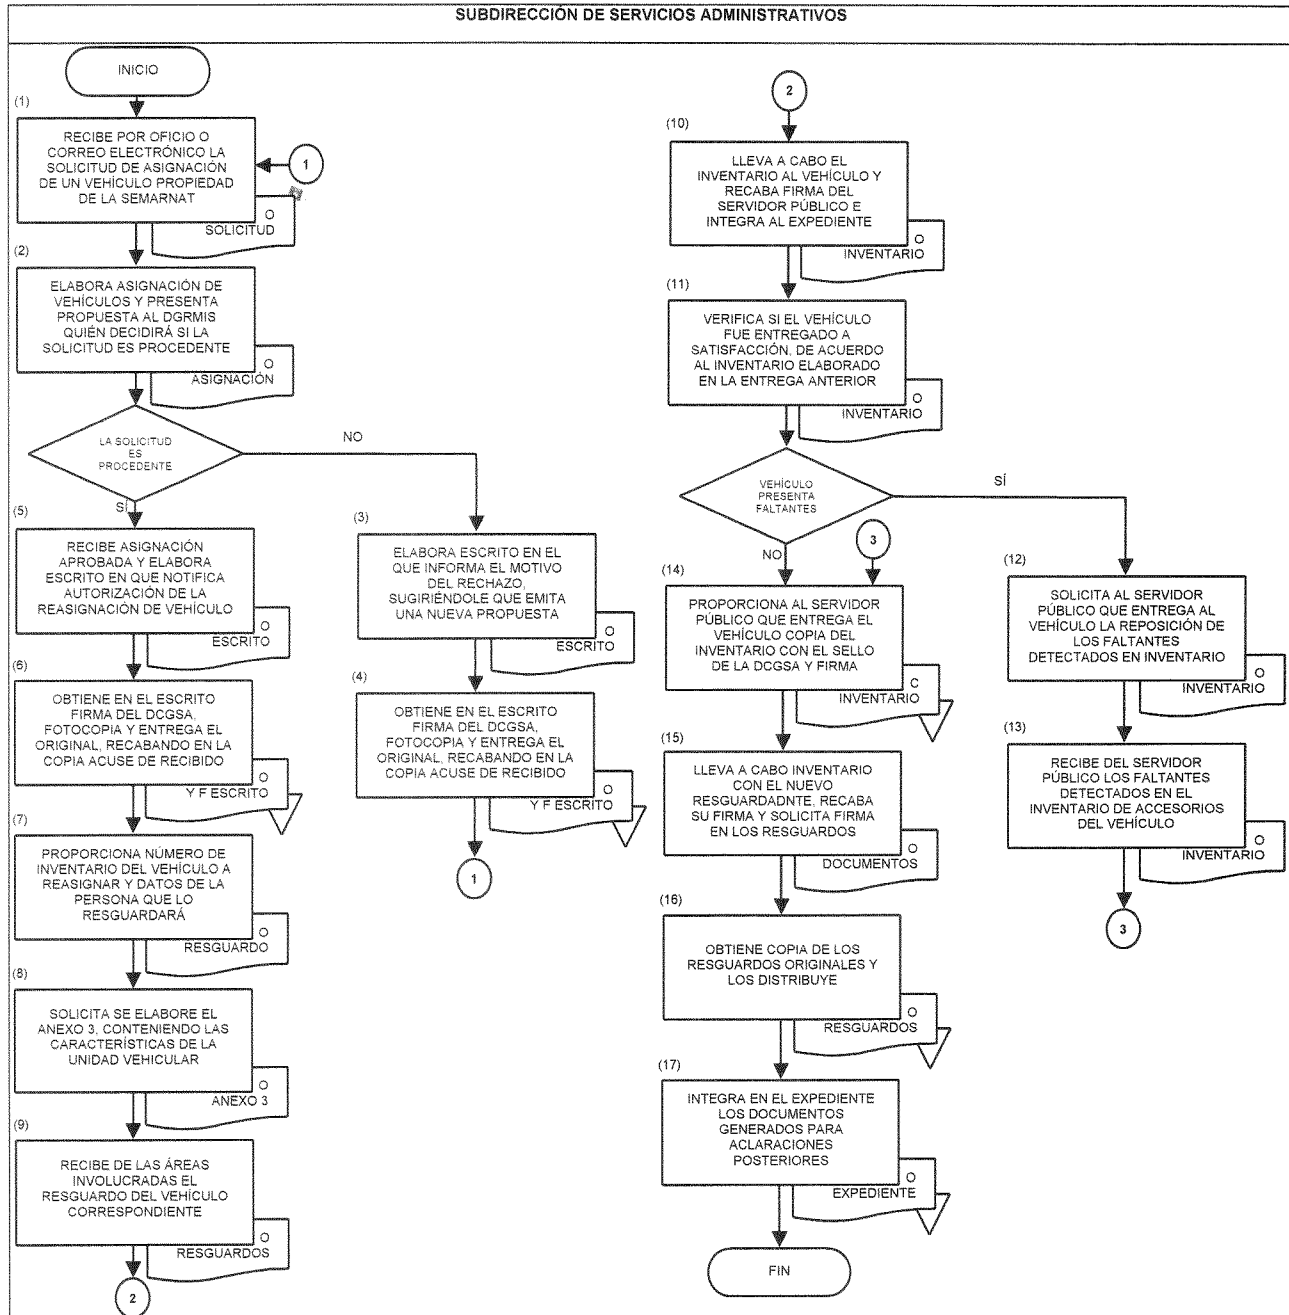 SUBDIRECCIÓN DE SERVICIOS ADMINISTRATIVOS
INICIO
(1)
RECIBE POR OFICIO O
CORREO ELECTRÓNICO LA
SOLICITUD DE ASIGNACIÓN
DE UN VEHÍCULO PROPIEDAD
DE LA SEMARNAT
1
O
SOLICITUD
(2)
ELABORA ASIGNACIÓN DE
VEHÍCULOS Y PRESENTA
PROPUESTA AL DGRMIS
QUIÉN DECIDIRÁ SI LA
SOLICITUD ES PROCEDENTE
O
ASIGNACIÓN
LA SOLICITUD
ES
PROCEDENTE
NO
SÍ
(3)
ELABORA ESCRITO EN EL
QUE INFORMA EL MOTIVO
DEL RECHAZO,
SUGIRIÉNDOLE QUE EMITA
UNA NUEVA PROPUESTA
O
ESCRITO
(4)
OBTIENE EN EL ESCRITO
FIRMA DEL DCGSA,
FOTOCOPIA Y ENTREGA EL
ORIGINAL, RECABANDO EN LA
COPIA ACUSE DE RECIBIDO
O
Y F ESCRITO
1
(5)
RECIBE ASIGNACIÓN
APROBADA Y ELABORA
ESCRITO EN QUE NOTIFICA
AUTORIZACIÓN DE LA
REASIGNACIÓN DE VEHÍCULO
O
ESCRITO
(6)
OBTIENE EN EL ESCRITO
FIRMA DEL DCGSA,
FOTOCOPIA Y ENTREGA EL
ORIGINAL, RECABANDO EN LA
COPIA ACUSE DE RECIBIDO
O
Y F ESCRITO
(7)
PROPORCIONA NÚMERO DE
INVENTARIO DEL VEHÍCULO A
REASIGNAR Y DATOS DE LA
PERSONA QUE LO
RESGUARDARÁ
O
RESGUARDO
(8)
SOLICITA SE ELABORE EL
ANEXO 3, CONTENIENDO LAS
CARACTERÍSTICAS DE LA
UNIDAD VEHICULAR
O
ANEXO 3
(9)
RECIBE DE LAS ÁREAS
INVOLUCRADAS EL
RESGUARDO DEL VEHÍCULO
CORRESPONDIENTE
O
RESGUARDOS
2
2
(10)
LLEVA A CABO EL
INVENTARIO AL VEHÍCULO Y
RECABA FIRMA DEL
SERVIDOR PÚBLICO E
INTEGRA AL EXPEDIENTE
O
INVENTARIO
(11)
VERIFICA SI EL VEHÍCULO
FUE ENTREGADO A
SATISFACCIÓN, DE ACUERDO
AL INVENTARIO ELABORADO
EN LA ENTREGA ANTERIOR
O
INVENTARIO
VEHÍCULO
PRESENTA
FALTANTES
SÍ
NO
3
(12)
SOLICITA AL SERVIDOR
PÚBLICO QUE ENTREGA AL
VEHÍCULO LA REPOSICIÓN DE
LOS FALTANTES
DETECTADOS EN INVENTARIO
O
INVENTARIO
(13)
RECIBE DEL SERVIDOR
PÚBLICO LOS FALTANTES
DETECTADOS EN EL
INVENTARIO DE ACCESORIOS
DEL VEHÍCULO
O
INVENTARIO
3
(14)
PROPORCIONA AL SERVIDOR
PÚBLICO QUE ENTREGA EL
VEHÍCULO COPIA DEL
INVENTARIO CON EL SELLO
DE LA DCGSA Y FIRMA
C
INVENTARIO
(15)
LLEVA A CABO INVENTARIO
CON EL NUEVO
RESGUARDADNTE, RECABA
SU FIRMA Y SOLICITA FIRMA
EN LOS RESGUARDOS
O
DOCUMENTOS
(16)
OBTIENE COPIA DE LOS
RESGUARDOS ORIGINALES Y
LOS DISTRIBUYE
O
RESGUARDOS
(17)
INTEGRA EN EL EXPEDIENTE
LOS DOCUMENTOS
GENERADOS PARA
ACLARACIONES
POSTERIORES
O
EXPEDIENTE
FIN